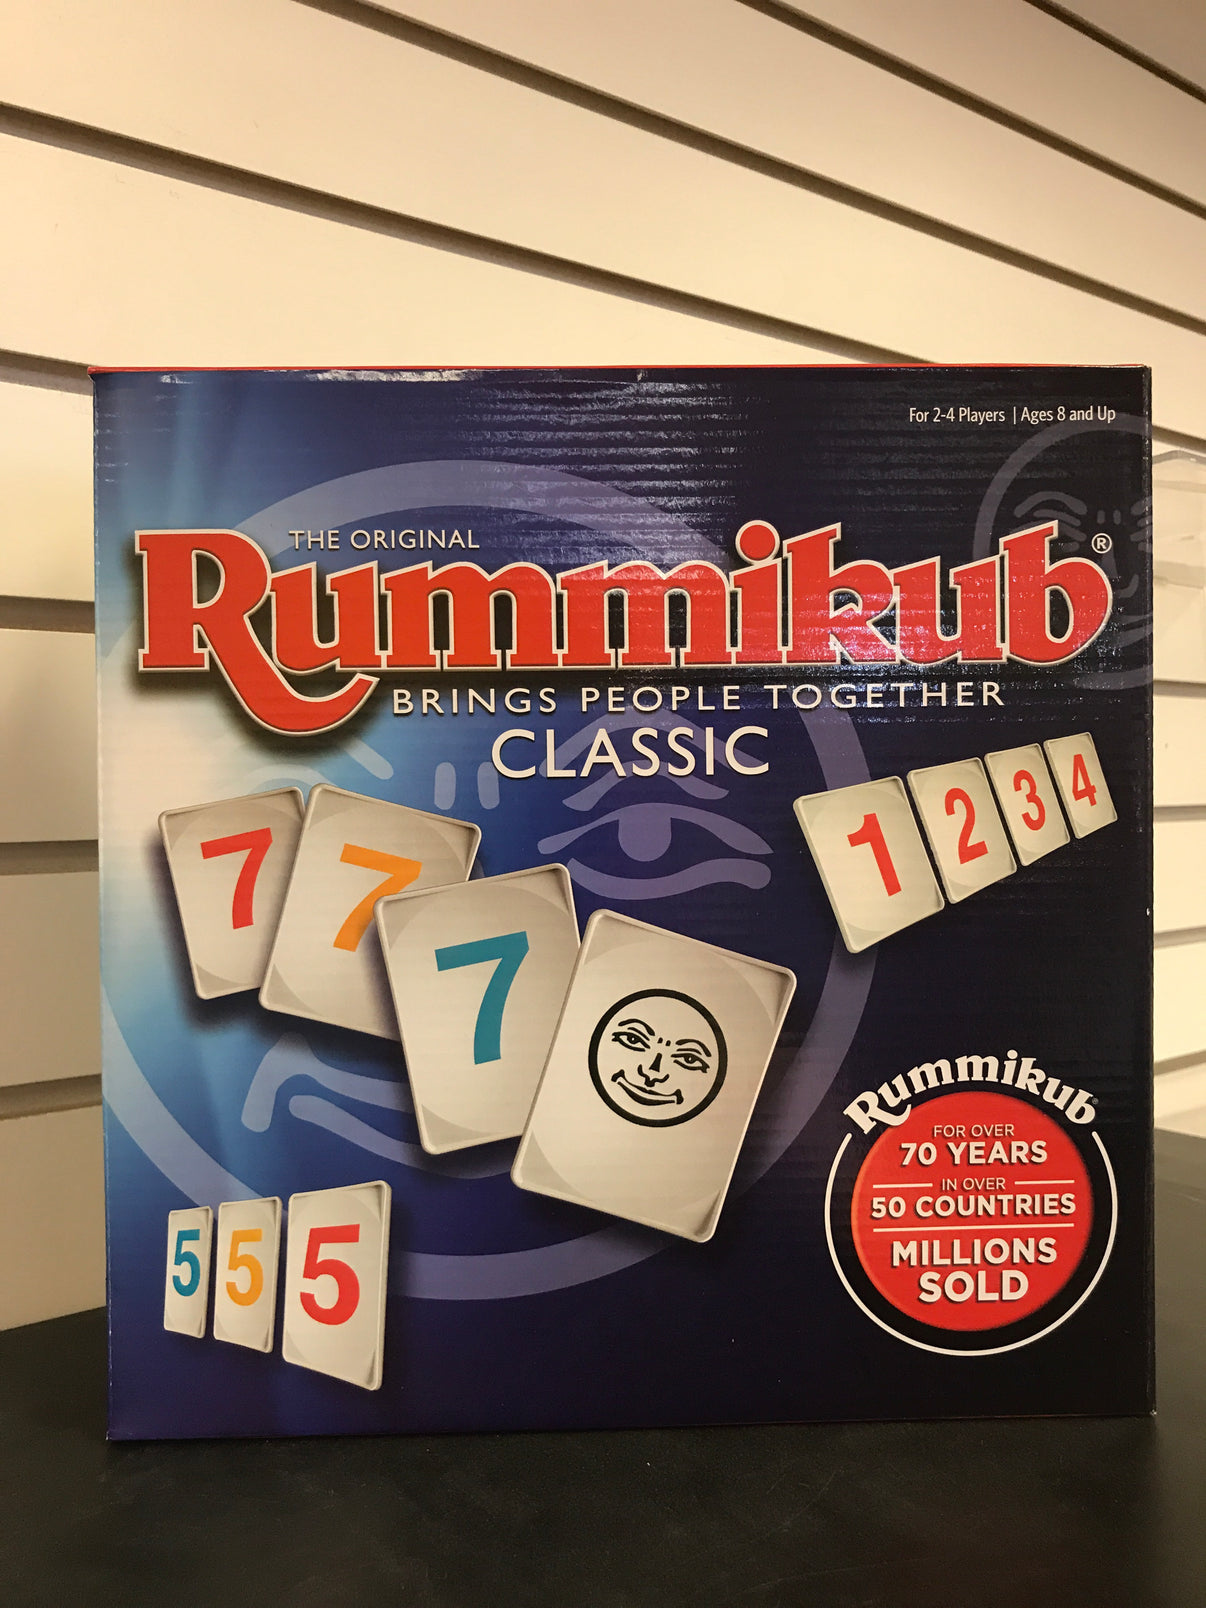 For 2-4 Players | Ages 8 and Up
THE ORIGINAL
Rummikub®
BRINGS PEOPLE TOGETHER
CLASSIC
7 7 7
1 2 3 4
5 5 5
Rummikub
FOR OVER
70 YEARS
IN OVER
50 COUNTRIES
MILLIONS
SOLD